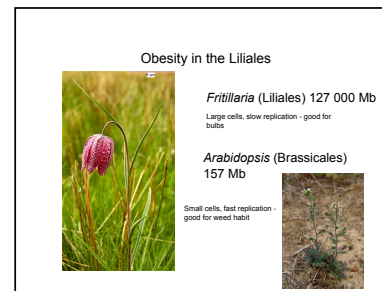 Obesity in the Liliales
Fritillaria (Liliales) 127 000 Mb
Large cells, slow replication - good for
bulbs
Arabidopsis (Brassicales)
157 Mb
Small cells, fast replication -
good for weed habit